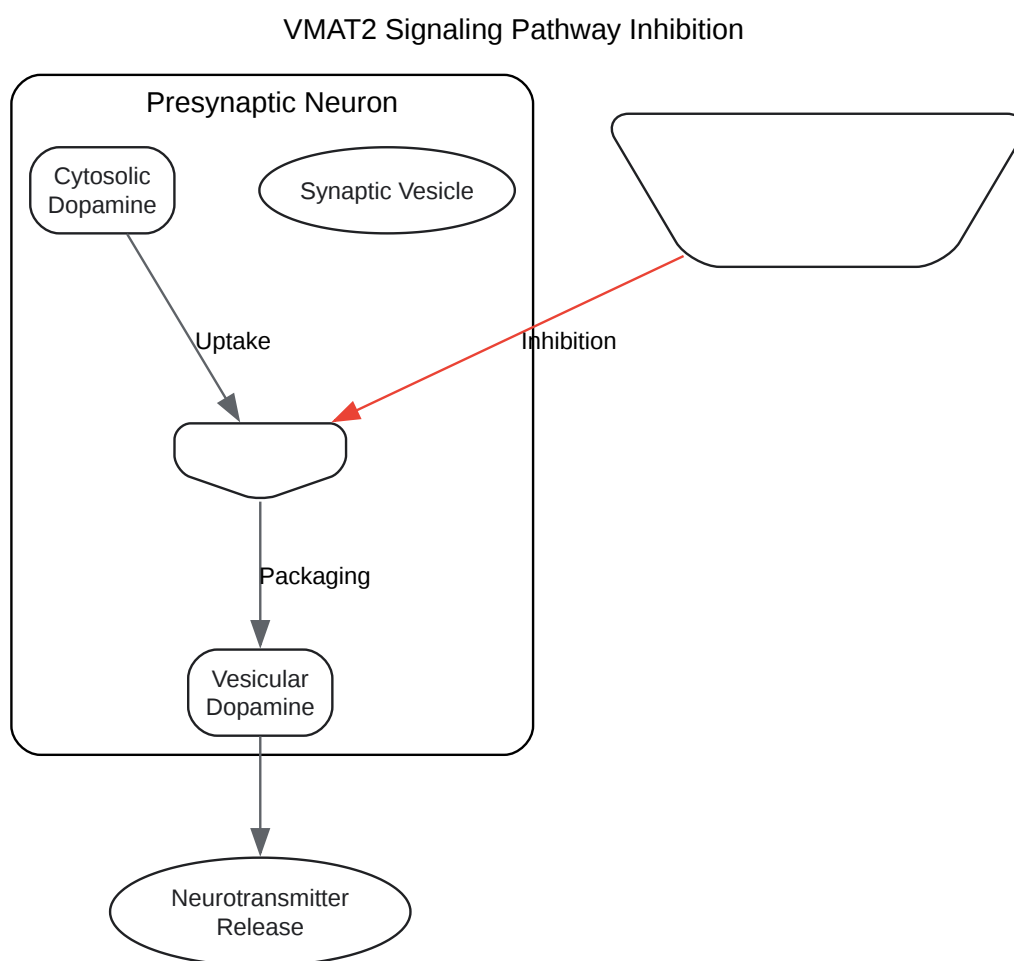 VMAT2 Signaling Pathway Inhibition
Presynaptic Neuron
Cytosolic
Dopamine
Synaptic Vesicle
Uptake
Inhibition
Packaging
Vesicular
Dopamine
Neurotransmitter
Release